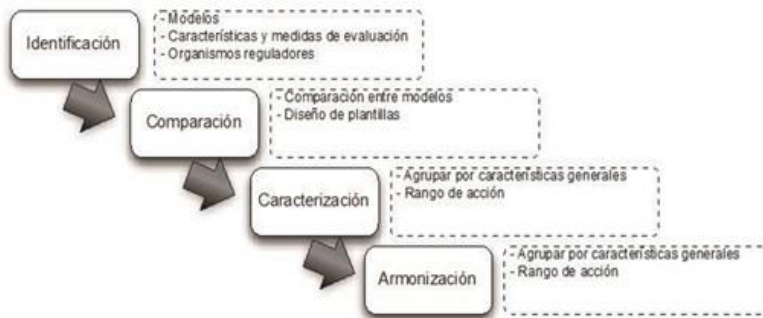 Identificación
- Modelos
- Características y medidas de evaluación
- Organismos reguladores
Comparación
- Comparación entre modelos
- Diseño de plantillas
Caracterización
- Agrupar por características generales
- Rango de acción
Armonización
- Agrupar por características generales
- Rango de acción